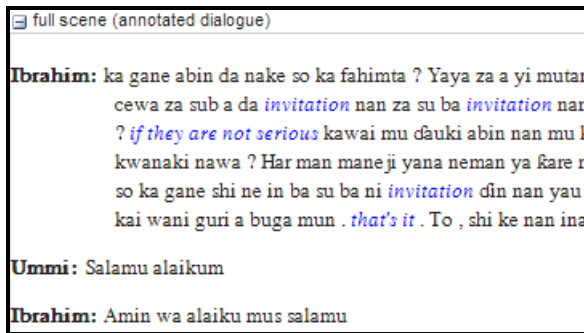 full scene (annotated dialogue)
Ibrahim: ka gane abin da nake so ka fahimta ? Yaya za a yi mutan
cewa za sub a da invitation nan za su ba invitation nan
? if they are not serious kawai mu ɗauki abin nan mu
kwanaki nawa ? Har man maneji yana neman ya ƙare
so ka gane shi ne in ba su ba ni invitation ɗin nan yau
kai wani guri a buga mun . that's it . To , shi ke nan ina
Ummi: Salamu alaikum
Ibrahim: Amin wa alaiku mus salamu